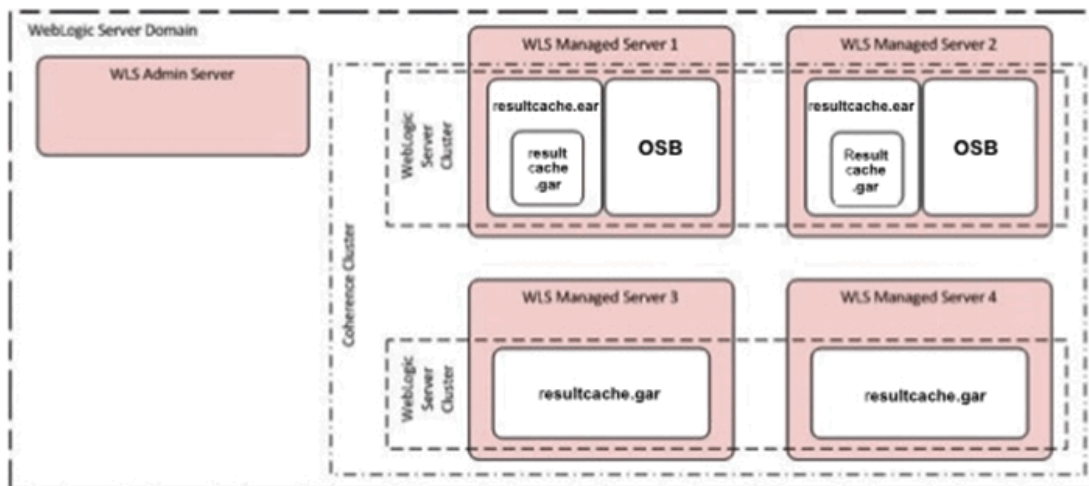 WebLogic Server Domain
WLS Admin Server
WLS Managed Server 1
WLS Managed Server 2
Coherence Cluster
WebLogic
Server
Cluster
resultcache.ear
result
cache
.gar
OSB
resultcache.ear
Result
cache
.gar
OSB
WLS Managed Server 3
WLS Managed Server 4
WebLogic
Server
Cluster
resultcache.gar
resultcache.gar